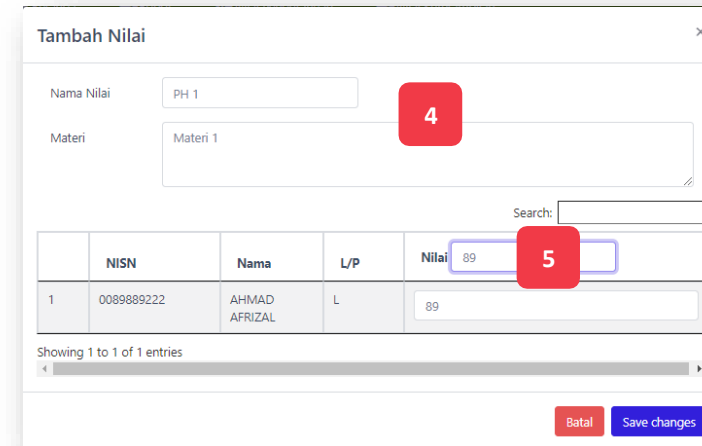 Tambah Nilai
×
Nama Nilai
PH 1
4
Materi
Materi 1
Search:
NISN Nama L/P Nilai 89 5
1 0089889222 AHMAD AFRIZAL L 89
Showing 1 to 1 of 1 entries
Batal Save changes